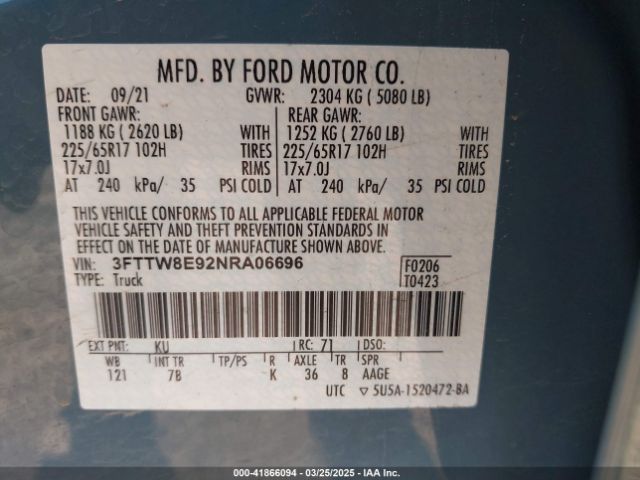 MFD. BY FORD MOTOR CO.
DATE: 09/21 GVWR: 2304 KG ( 5080 LB)
FRONT GAWR: REAR GAWR:
1188 KG ( 2620 LB) WITH 1252 KG ( 2760 LB) WITH
225/65R17 102H TIRES 225/65R17 102H TIRES
17x7.0J RIMS 17x7.0J RIMS
AT 240 kPa/ 35 PSI COLD AT 240 kPa/ 35 PSI COLD
THIS VEHICLE CONFORMS TO ALL APPLICABLE FEDERAL MOTOR
VEHICLE SAFETY AND THEFT PREVENTION STANDARDS IN
EFFECT ON THE DATE OF MANUFACTURE SHOWN ABOVE.
VIN: 3FTTW8E92NRA06696 F0206
TYPE: Truck T0423
EXT PNT: KU RC: 71 DSO:
WB INT TR TP/PS R AXLE TR SPR
121 7B K 36 8 AAGE
UTC ▽ 5U5A-1520472-BA
000-41866094 - 03/25/2025 - IAA Inc.